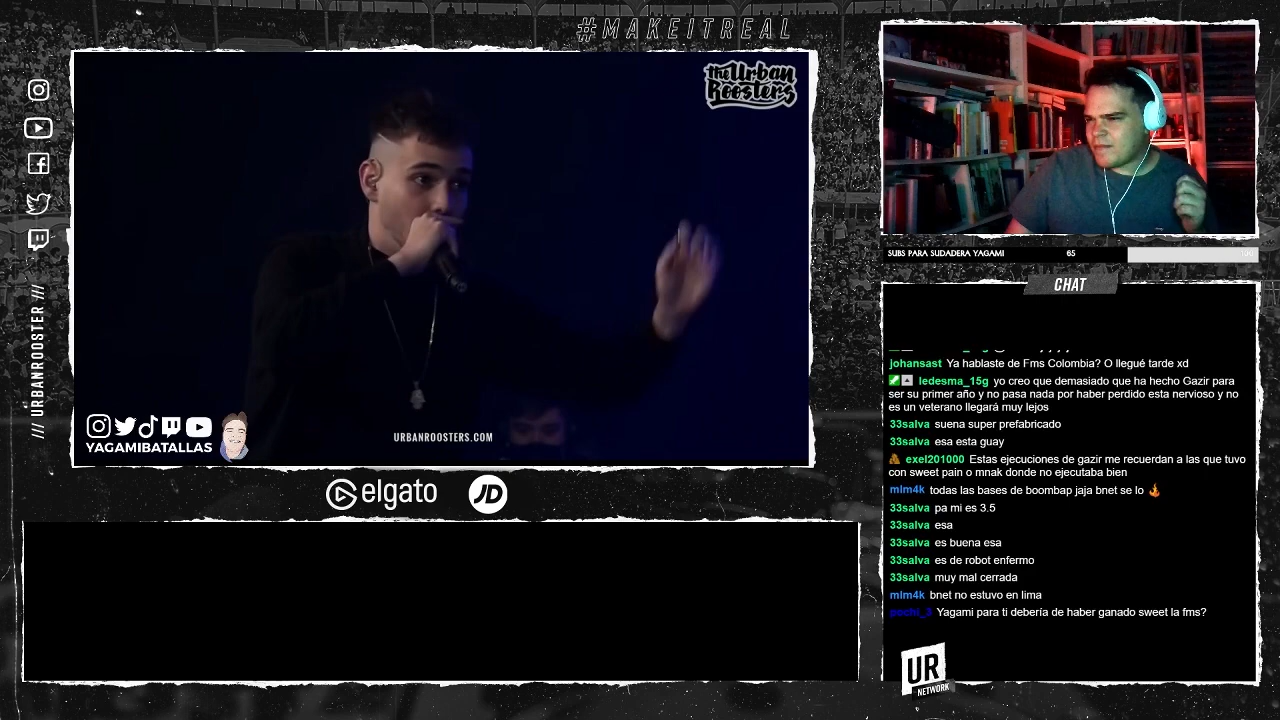 #MAKEITREAL
the Urban
Roosters
/// URBANROOSTER ///
YAGAMIBATALLAS
URBANROOSTERS.COM
elgato
JD
SUBS PARA SUDADERA YAGAMI 65 100
CHAT
johansast Ya hablaste de Fms Colombia? O llegué tarde xd
ledesma_15g yo creo que demasiado que ha hecho Gazir para
ser su primer año y no pasa nada por haber perdido esta nervioso y no
es un veterano llegará muy lejos
33salva suena super prefabricado
33salva esa esta guay
exel201000 Estas ejecuciones de gazir me recuerdan a las que tuvo
con sweet pain o mnak donde no ejecutaba bien
mlm4k todas las bases de boombap jaja bnet se lo
33salva pa mi es 3.5
33salva esa
33salva es buena esa
33salva es de robot enfermo
33salva muy mal cerrada
mlm4k bnet no estuvo en lima
pochi_3 Yagami para ti debería de haber ganado sweet la fms?
UR
NETWORK